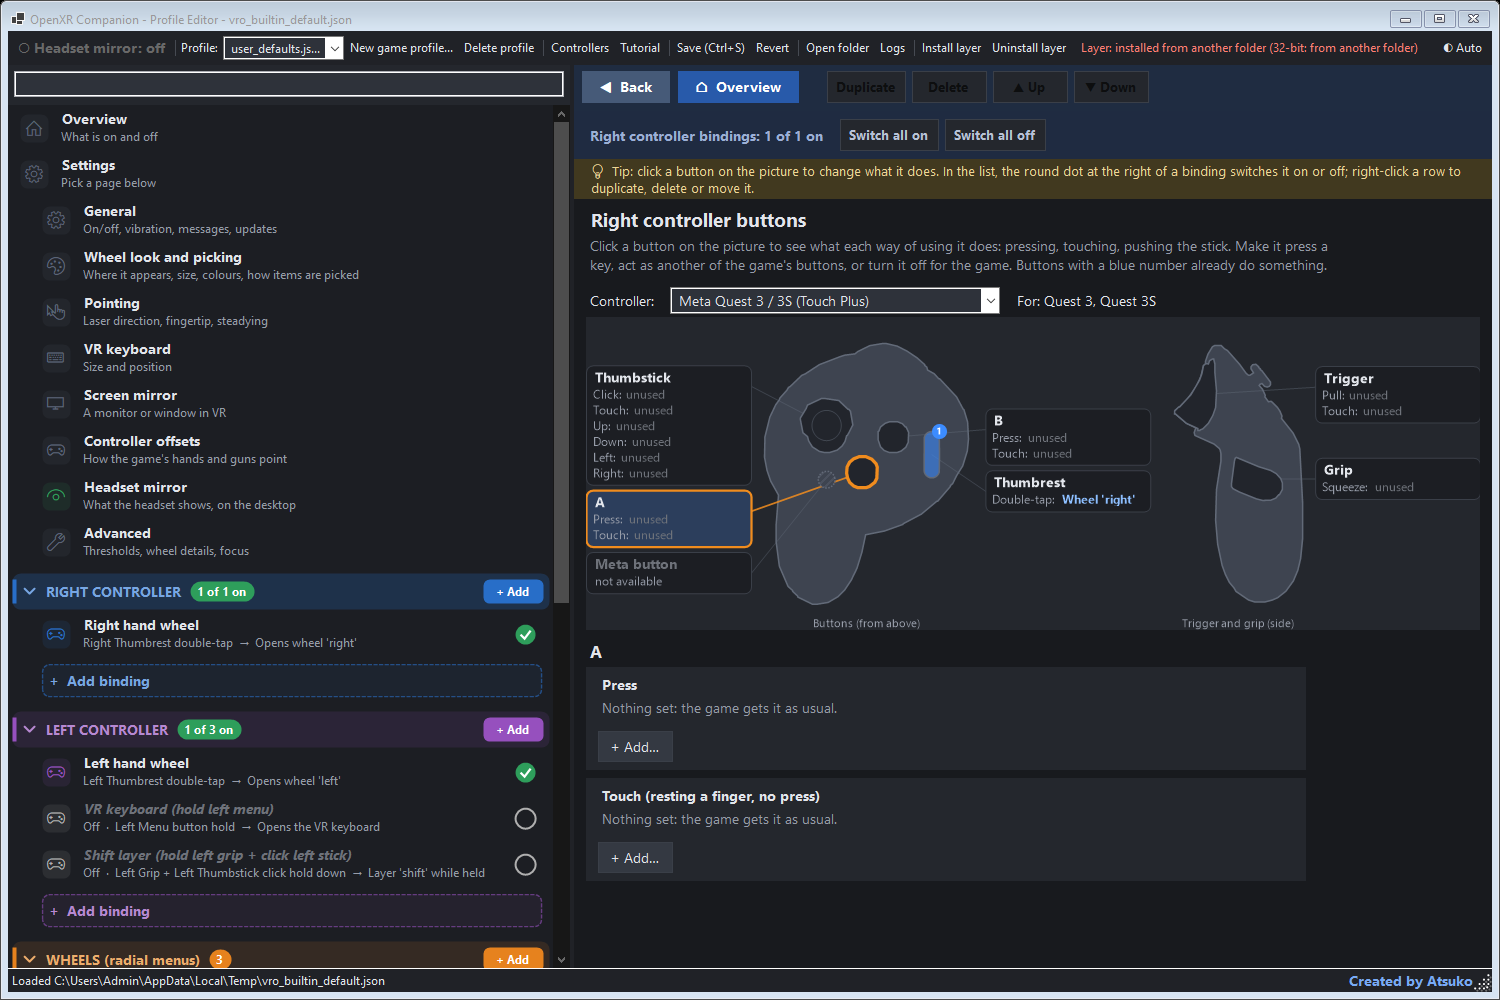 OpenXR Companion - Profile Editor - vro_builtin_default.json
Headset mirror: off
Profile:
user_defaults.js...
New game profile...
Delete profile
Controllers
Tutorial
Save (Ctrl+S)
Revert
Open folder
Logs
Install layer
Uninstall layer
Layer: installed from another folder (32-bit: from another folder)
Auto
Overview
What is on and off
Settings
Pick a page below
General
On/off, vibration, messages, updates
Wheel look and picking
Where it appears, size, colours, how items are picked
Pointing
Laser direction, fingertip, steadying
VR keyboard
Size and position
Screen mirror
A monitor or window in VR
Controller offsets
How the game's hands and guns point
Headset mirror
What the headset shows, on the desktop
Advanced
Thresholds, wheel details, focus
RIGHT CONTROLLER
1 of 1 on
+ Add
Right hand wheel
Right Thumbrest double-tap → Opens wheel 'right'
+ Add binding
LEFT CONTROLLER
1 of 3 on
+ Add
Left hand wheel
Left Thumbrest double-tap → Opens wheel 'left'
VR keyboard (hold left menu)
Off · Left Menu button hold → Opens the VR keyboard
Shift layer (hold left grip + click left stick)
Off · Left Grip + Left Thumbstick click hold down → Layer 'shift' while held
+ Add binding
WHEELS (radial menus)
3
+ Add
◀ Back
Overview
Duplicate
Delete
▲ Up
▼ Down
Right controller bindings: 1 of 1 on
Switch all on
Switch all off
Tip: click a button on the picture to change what it does. In the list, the round dot at the right of a binding switches it on or off; right-click a row to
duplicate, delete or move it.
Right controller buttons
Click a button on the picture to see what each way of using it does: pressing, touching, pushing the stick. Make it press a
key, act as another of the game's buttons, or turn it off for the game. Buttons with a blue number already do something.
Controller:
Meta Quest 3 / 3S (Touch Plus)
For: Quest 3, Quest 3S
Thumbstick
Click: unused
Touch: unused
Up: unused
Down: unused
Left: unused
Right: unused
A
Press: unused
Touch: unused
Meta button
not available
1
B
Press: unused
Touch: unused
Thumbrest
Double-tap: Wheel 'right'
Trigger
Pull: unused
Touch: unused
Grip
Squeeze: unused
Buttons (from above)
Trigger and grip (side)
A
Press
Nothing set: the game gets it as usual.
+ Add...
Touch (resting a finger, no press)
Nothing set: the game gets it as usual.
+ Add...
Loaded C:\Users\Admin\AppData\Local\Temp\vro_builtin_default.json
Created by Atsuko